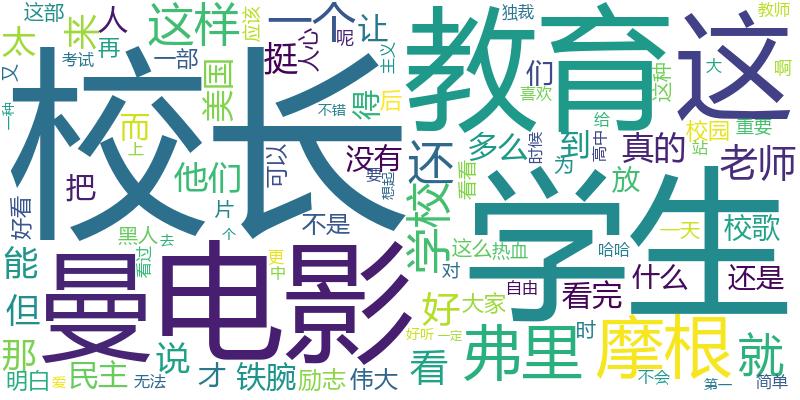 这部
太
来
人
再
又
考试
一种
这样
应该
一部
美国
一个
挺
人心
呢
让
主义
得
后
不错
校长
教育
独裁
们
喜欢
这种
这
大
教师
啊
而
上
把
他们
好看
可以
没有
她
想起
还
看看
多么
时候
到
为
给
高中
真的
放
校园
重要
站
老师
片
个
不是
黑人
去
看过
更
中
学校
学生
校歌
一天
哈哈
这么
热血
对
自由
看完
什么
还是
能
但
那
曼
电影
明白
爱
民主
无法
说
才
铁腕
励志
伟大
好
大家
好听
一定
看
弗里
时
摩根
不会
就
第一
简单